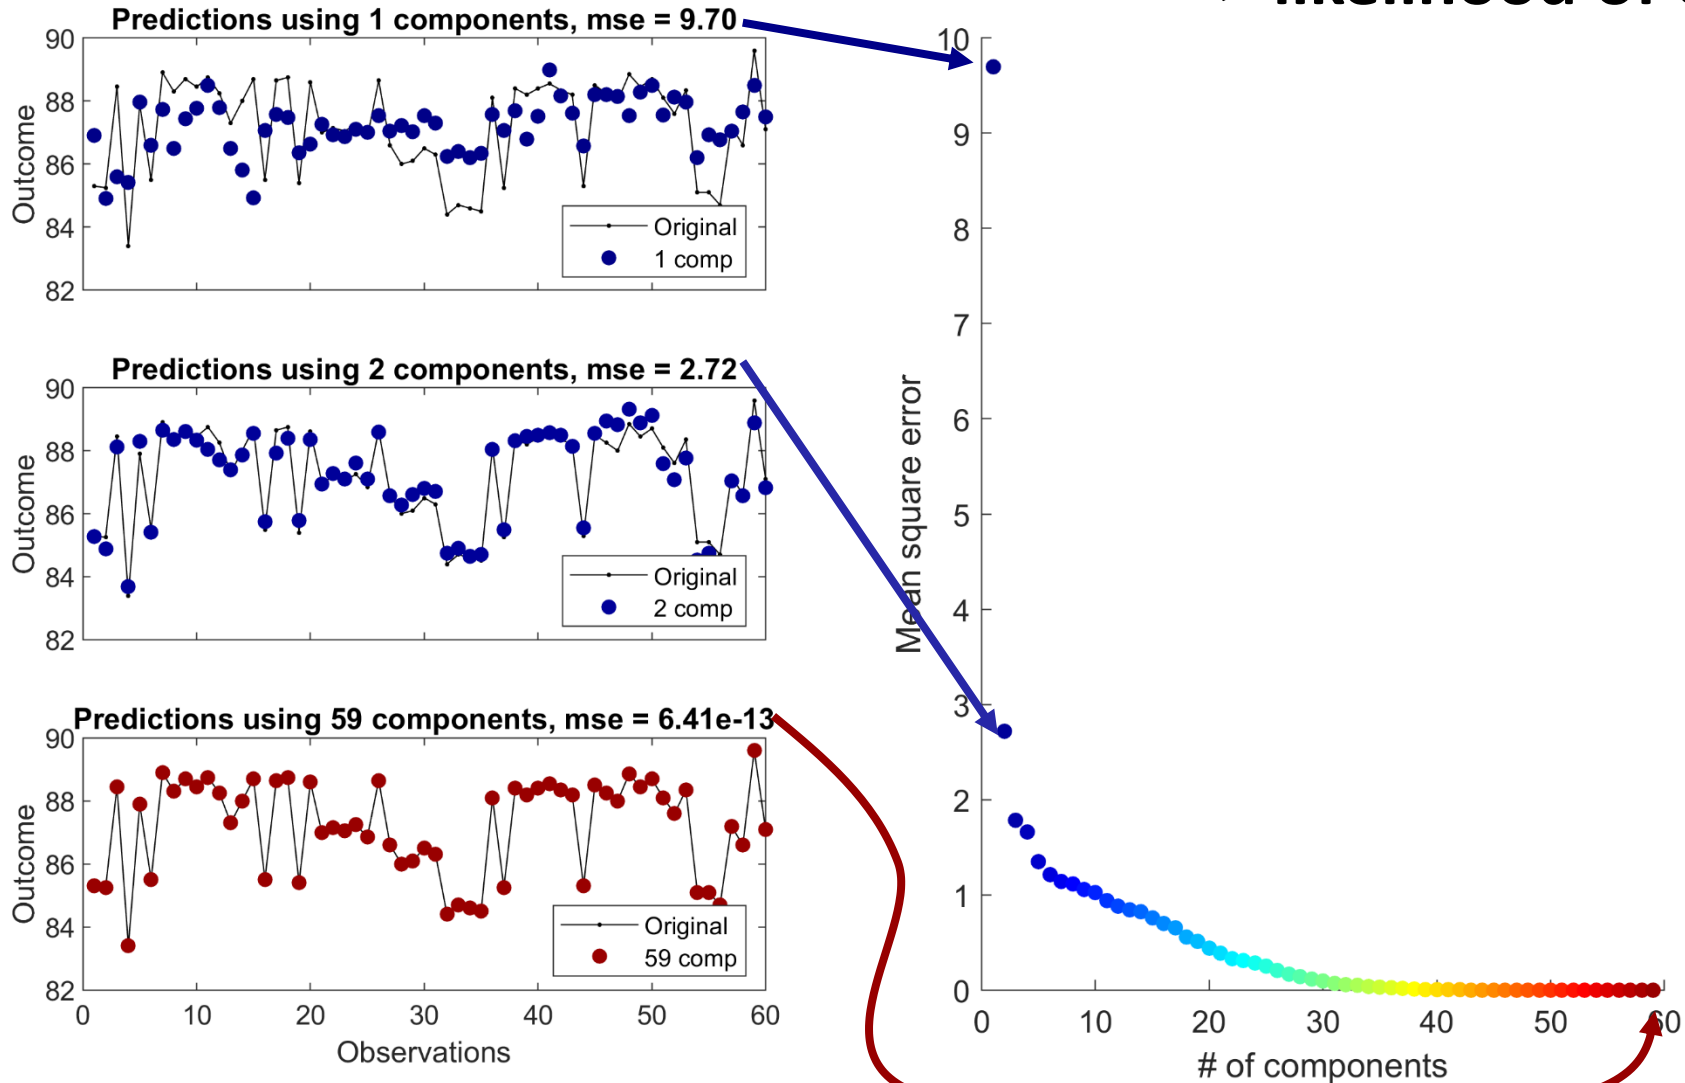 likelihood of
Predictions using 1 components, mse = 9.70
90
88
86
84
82
Outcome
Original
1 comp
Predictions using 2 components, mse = 2.72
90
88
86
84
82
Outcome
Original
2 comp
Predictions using 59 components, mse = 6.41e-13
90
88
86
84
82
Outcome
Original
59 comp
0 10 20 30 40 50 60
Observations
10
9
8
7
6
5
4
3
2
1
0
Mean square error
0 10 20 30 40 50 60
# of components